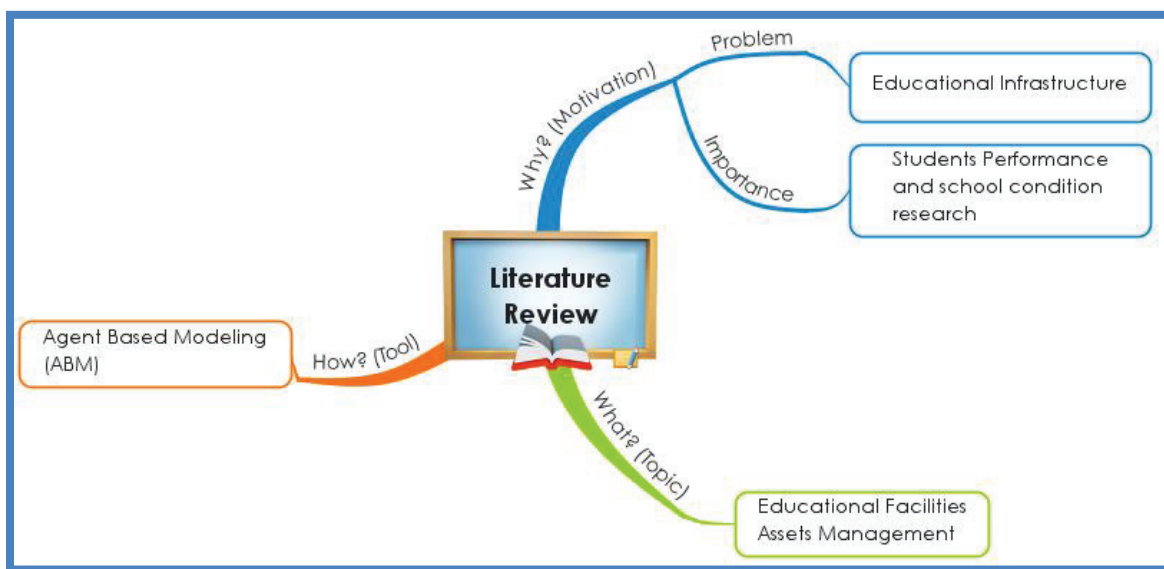 Problem
Educational Infrastructure
Why? (Motivation)
Importance
Students Performance
and school condition
research
Literature
Review
Agent Based Modeling
(ABM)
How? (Tool)
What? (Topic)
Educational Facilities
Assets Management